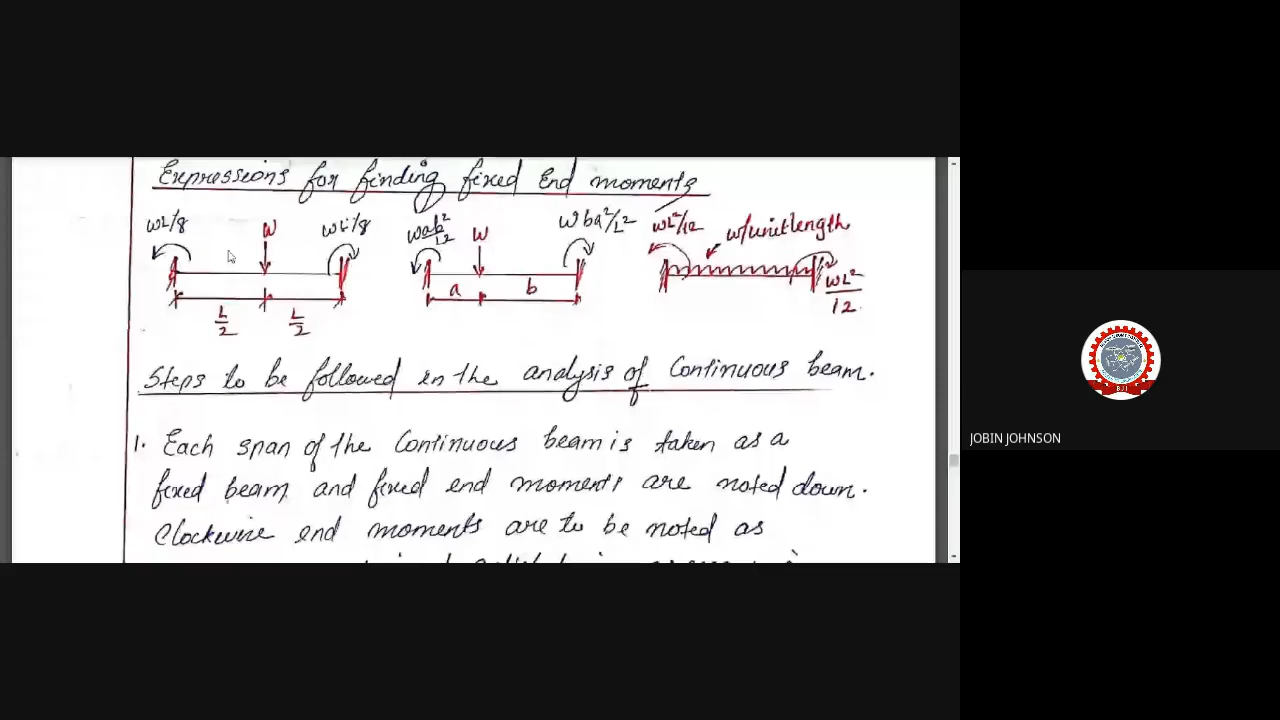 Expressions for finding fixed End moments
WL/8 W WL/8 Wab²/L² W Wba²/L² WL²/12 W/unit length
a b WL²/12
L/2 L/2
Steps to be followed in the analysis of Continuous beam.
1. Each span of the Continuous beam is taken as a
fixed beam and fixed end moments are noted down.
Clockwise end moments are to be noted as
JOBIN JOHNSON
BJI